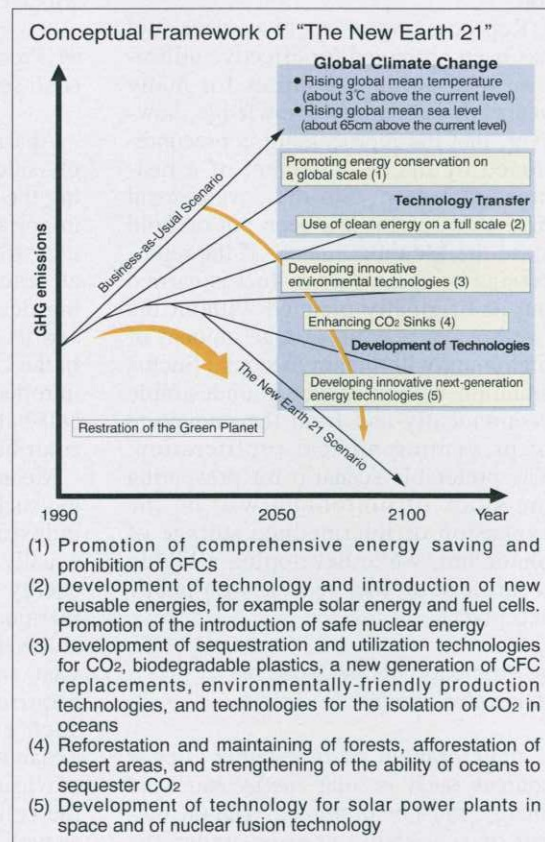 Conceptual Framework of "The New Earth 21"
Global Climate Change
● Rising global mean temperature
(about 3℃ above the current level)
● Rising global mean sea level
(about 65cm above the current level)
Promoting energy conservation on
a global scale (1)
Technology Transfer
Use of clean energy on a full scale (2)
Developing innovative
environmental technologies (3)
Enhancing CO₂ Sinks (4)
Development of Technologies
Developing innovative next-generation
energy technologies (5)
Business-as-Usual Scenario
The New Earth 21 Scenario
Restration of the Green Planet
GHG emissions
2050
Year
(1) Promotion of comprehensive energy saving and
prohibition of CFCs
(2) Development of technology and introduction of new
reusable energies, for example solar energy and fuel cells.
Promotion of the introduction of safe nuclear energy
(3) Development of sequestration and utilization technologies
for CO₂, biodegradable plastics, a new generation of CFC
replacements, environmentally-friendly production
technologies, and technologies for the isolation of CO₂ in
oceans
(4) Reforestation and maintaining of forests, afforestation of
desert areas, and strengthening of the ability of oceans to
sequester CO₂
(5) Development of technology for solar power plants in
space and of nuclear fusion technology